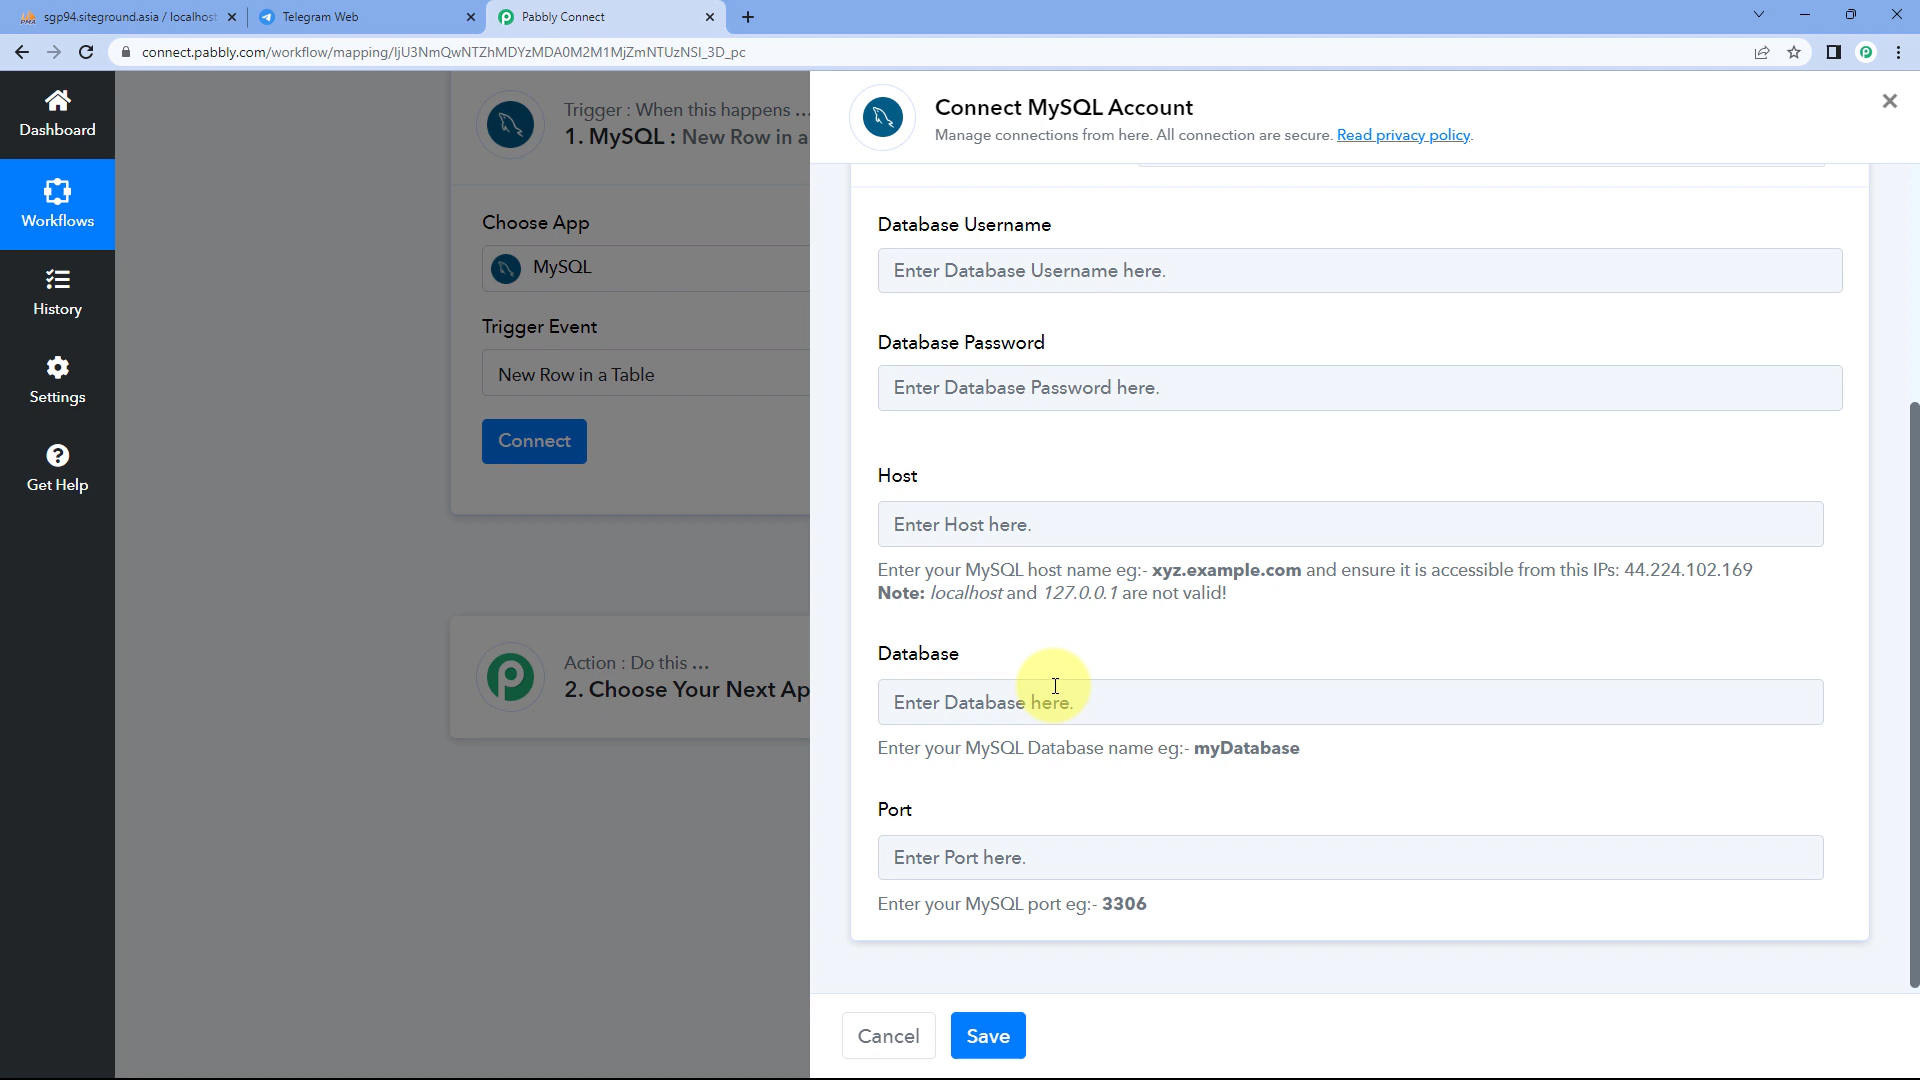 sgp94.siteground.asia / localhost
Telegram Web
Pabbly Connect
connect.pabbly.com/workflow/mapping/IjU3NmQwNTZhMDYzMDA0M2M1MjZmNTUzNSI_3D_pc
Dashboard
Workflows
History
Settings
Get Help
Trigger : When this happens ...
1. MySQL : New Row in a
Choose App
MySQL
Trigger Event
New Row in a Table
Connect
Action : Do this ...
2. Choose Your Next Ap
Connect MySQL Account
Manage connections from here. All connection are secure. Read privacy policy.
Database Username
Enter Database Username here.
Database Password
Enter Database Password here.
Host
Enter Host here.
Enter your MySQL host name eg:- xyz.example.com and ensure it is accessible from this IPs: 44.224.102.169
Note: localhost and 127.0.0.1 are not valid!
Database
Enter Database here.
Enter your MySQL Database name eg:- myDatabase
Port
Enter Port here.
Enter your MySQL port eg:- 3306
Cancel
Save